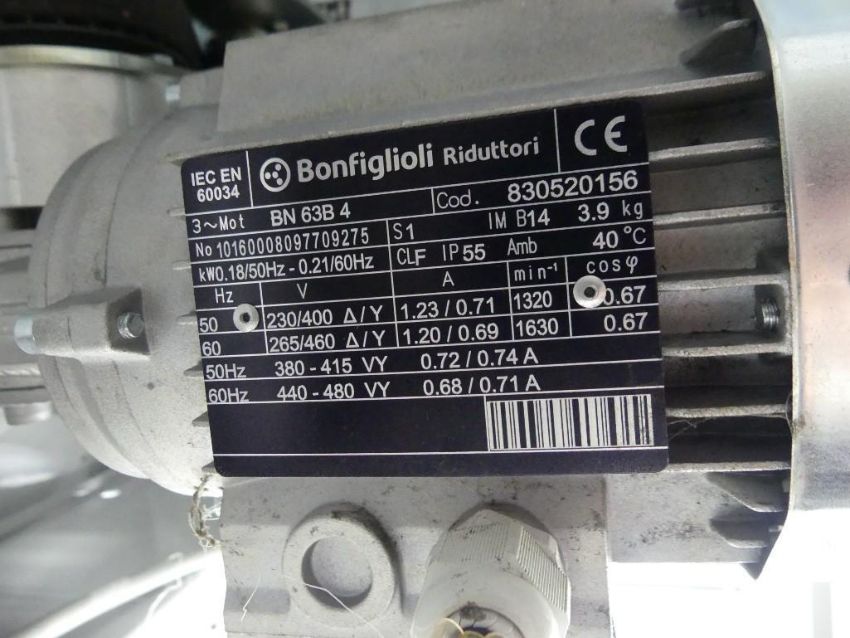 IEC EN
60034
Bonfiglioli Riduttori
CE
3~Mot BN 63B 4 Cod. 830520156
No 10160008097709275 S1 IM B14 3.9 kg
kW0.18/50Hz - 0.21/60Hz CLF IP55 Amb 40 °C
Hz V A min⁻¹ cosφ
50 230/400 Δ/Y 1.23 / 0.71 1320 0.67
60 265/460 Δ/Y 1.20 / 0.69 1630 0.67
50Hz 380 - 415 VY 0.72 / 0.74 A
60Hz 440 - 480 VY 0.68 / 0.71 A